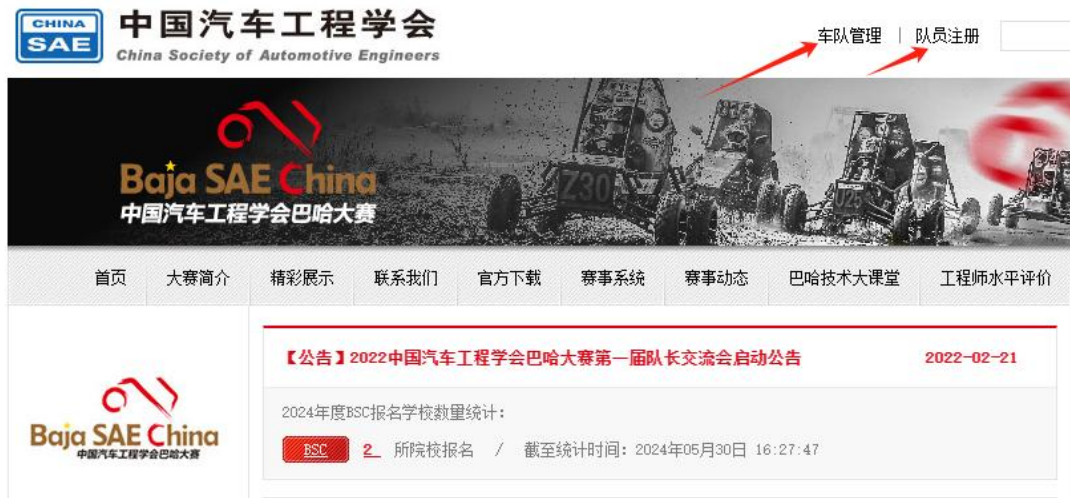 CHINA
SAE
中国汽车工程学会
China Society of Automotive Engineers
车队管理 | 队员注册
Baja SAE China
中国汽车工程学会巴哈大赛
Z30
U25
首页 大赛简介 精彩展示 联系我们 官方下载 赛事系统 赛事动态 巴哈技术大课堂 工程师水平评价
【公告】2022中国汽车工程学会巴哈大赛第一届队长交流会启动公告 2022-02-21
2024年度BSC报名学校数量统计：
BSC 2 所院校报名 / 截至统计时间：2024年05月30日 16:27:47
Baja SAE China
中国汽车工程学会巴哈大赛